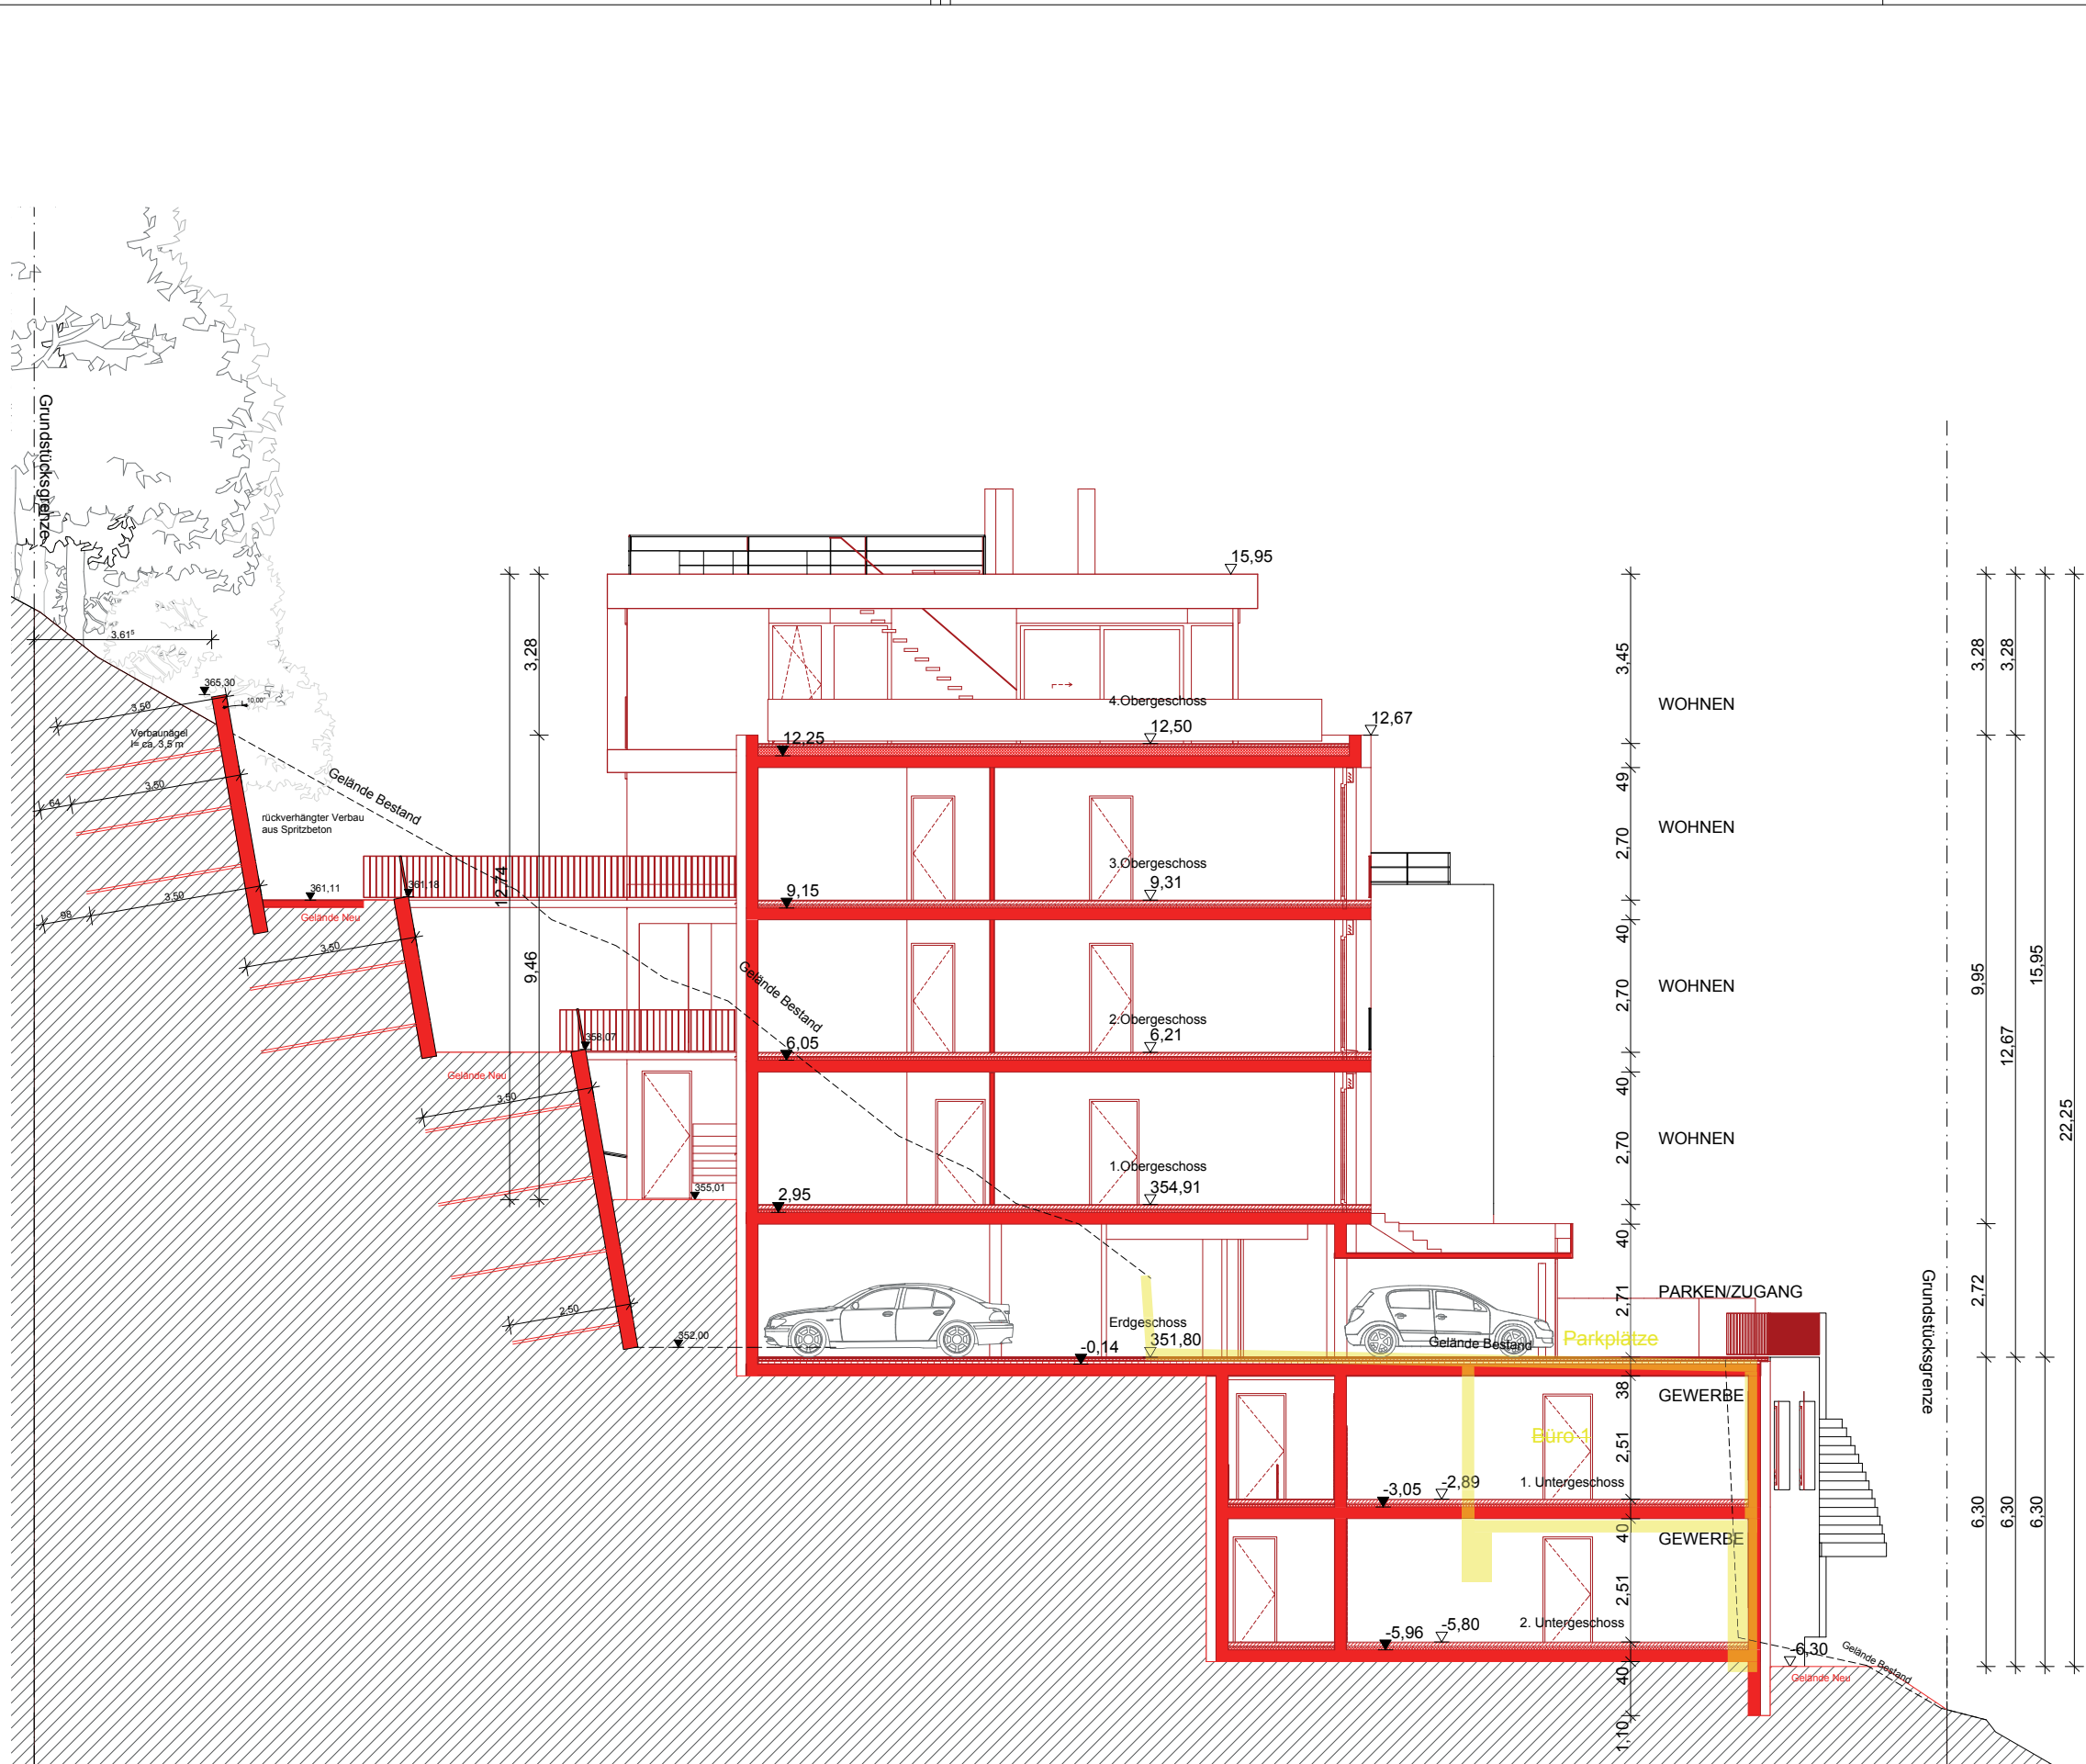 15,95
Grundstücksgrenze
3,61⁵
3,28
3,45
3,28
3,28
365,30
10,00°
3,50
Verbaunägel
l= ca. 3,5 m
4.Obergeschoss
WOHNEN
12,50
12,67
12,25
Gelände Bestand
3,50
64
49
rückverhängter Verbau
aus Spritzbeton
WOHNEN
2,70
3.Obergeschoss
9,31
9,15
12,74
361,11
361,18
3,50
98
Gelände Neu
40
3,50
9,46
Gelände Bestand
2,70
WOHNEN
9,95
15,95
2.Obergeschoss
6,21
6,05
358,07
12,67
Gelände Neu
3,50
40
22,25
2,70
WOHNEN
1.Obergeschoss
354,91
355,01
2,95
40
Grundstücksgrenze
2,50
352,00
Erdgeschoss
351,80
-0,14
Gelände Bestand
Parkplätze
2,71
PARKEN/ZUGANG
2,72
38
GEWERBE
Büro 1
2,51
1. Untergeschoss
-2,89
-3,05
6,30
6,30
6,30
40
GEWERBE
2,51
2. Untergeschoss
-5,80
-5,96
-6,30
Gelände Bestand
Gelände Neu
40
1,10